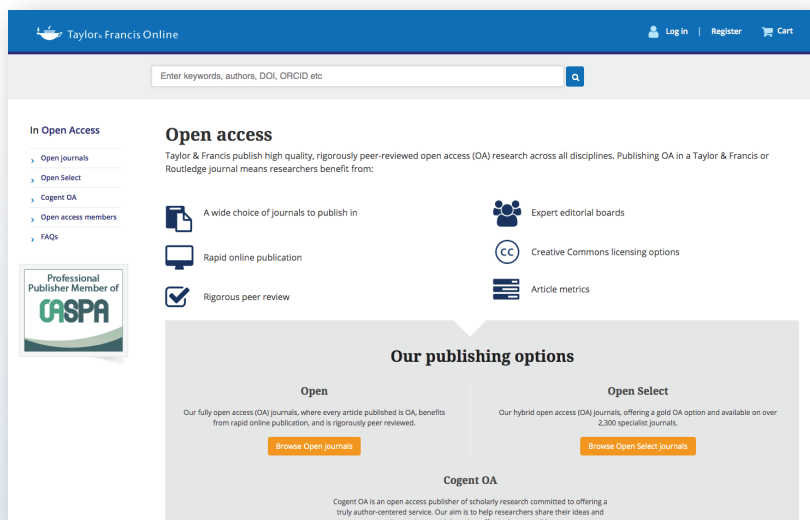 Taylor & Francis Online
Log in | Register Cart
Enter keywords, authors, DOI, ORCID etc
In Open Access
Open journals
Open Select
Cogent OA
Open access members
FAQs
Professional
Publisher Member of
OASPA
Open access
Taylor & Francis publish high quality, rigorously peer-reviewed open access (OA) research across all disciplines. Publishing OA in a Taylor & Francis or
Routledge journal means researchers benefit from:
A wide choice of journals to publish in
Expert editorial boards
Rapid online publication
CC
Creative Commons licensing options
Rigorous peer review
Article metrics
Our publishing options
Open
Our fully open access (OA) journals, where every article published is OA, benefits
from rapid online publication, and is rigorously peer reviewed.
Browse Open journals
Open Select
Our hybrid open access (OA) journals, offering a gold OA option and available on over
2,300 specialist journals.
Browse Open Select journals
Cogent OA
Cogent OA is an open access publisher of scholarly research committed to offering a
truly author-centered service. Our aim is to help researchers share their ideas and